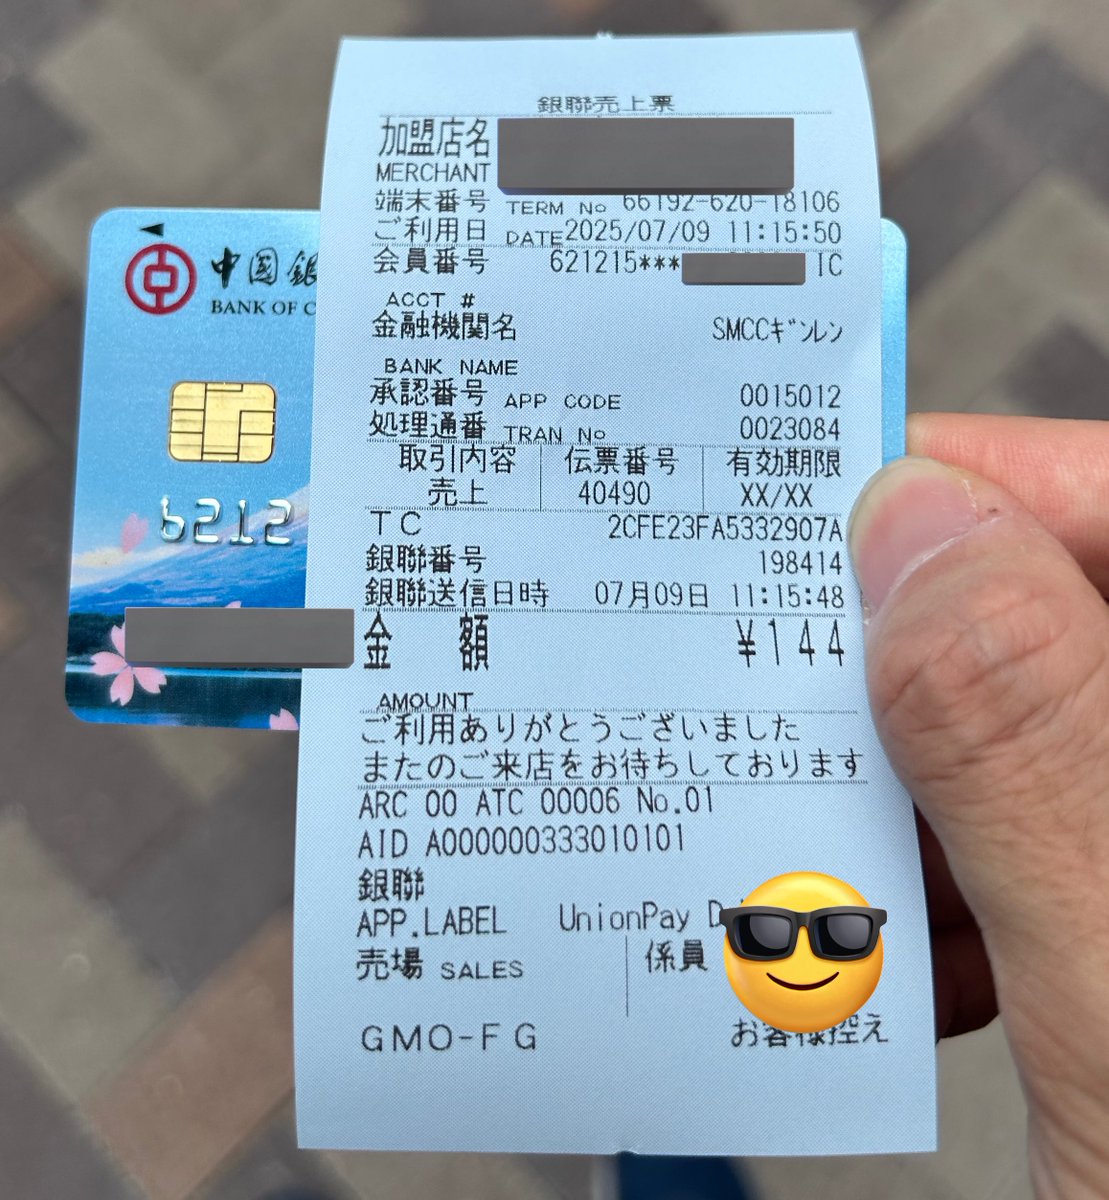 中国銀
BANK OF C
6212
銀聯売上票
加盟店名
MERCHANT
端末番号 TERM No 66192-620-18106
ご利用日 DATE 2025/07/09 11:15:50
会員番号 621215*** IC
ACCT #
金融機関名 SMCCギンレン
BANK NAME
承認番号 APP CODE 0015012
処理通番 TRAN No 0023084
取引内容 伝票番号 有効期限
売上 40490 XX/XX
TC 2CFE23FA5332907A
銀聯番号 198414
銀聯送信日時 07月09日 11:15:48
金 額 ¥144
AMOUNT
ご利用ありがとうございました
またのご来店をお待ちしております
ARC 00 ATC 00006 No.01
AID A000000333010101
銀聯
APP.LABEL UnionPay D
売場 SALES 係員
GMO-FG お客様控え